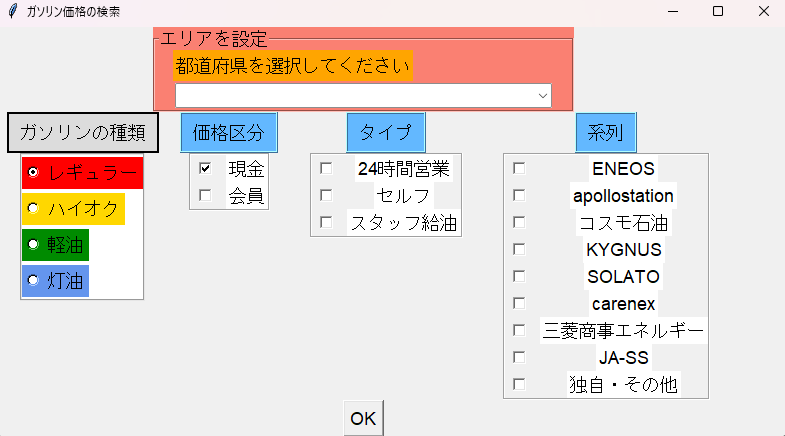 ガソリン価格の検索
エリアを設定
都道府県を選択してください
ガソリンの種類
レギュラー
ハイオク
軽油
灯油
価格区分
現金
会員
タイプ
24時間営業
セルフ
スタッフ給油
系列
ENEOS
apollostation
コスモ石油
KYGNUS
SOLATO
carenex
三菱商事エネルギー
JA-SS
独自・その他
OK